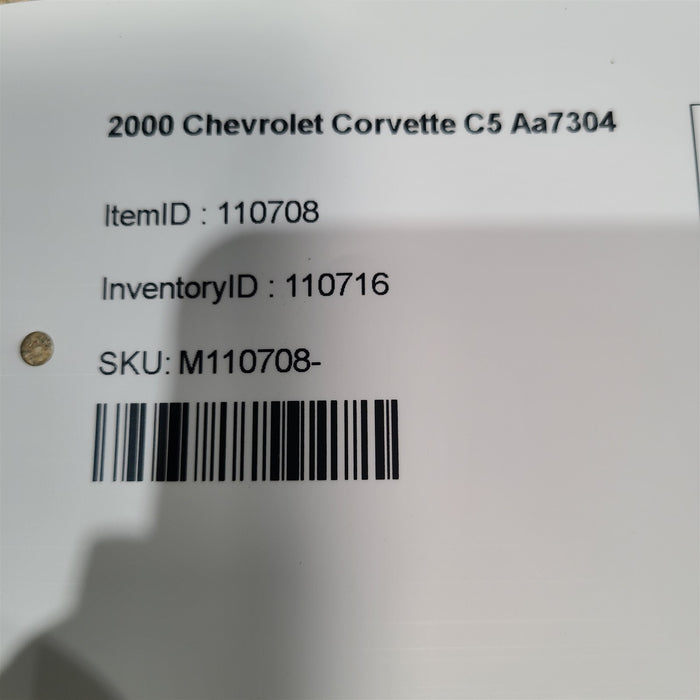 2000 Chevrolet Corvette C5 Aa7304
ItemID : 110708
InventoryID : 110716
SKU: M110708-